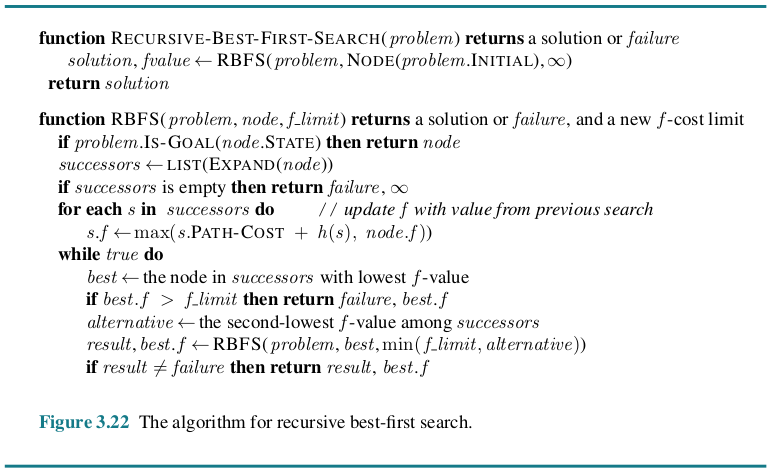 function RECURSIVE-BEST-FIRST-SEARCH(problem) returns a solution or failure
solution, fvalue ← RBFS(problem, NODE(problem.INITIAL), ∞)
return solution
function RBFS(problem, node, f_limit) returns a solution or failure, and a new f-cost limit
if problem.IS-GOAL(node.STATE) then return node
successors ← LIST(EXPAND(node))
if successors is empty then return failure, ∞
for each s in successors do // update f with value from previous search
s.f ← max(s.PATH-COST + h(s), node.f))
while true do
best ← the node in successors with lowest f-value
if best.f > f_limit then return failure, best.f
alternative ← the second-lowest f-value among successors
result, best.f ← RBFS(problem, best, min(f_limit, alternative))
if result ≠ failure then return result, best.f
Figure 3.22 The algorithm for recursive best-first search.